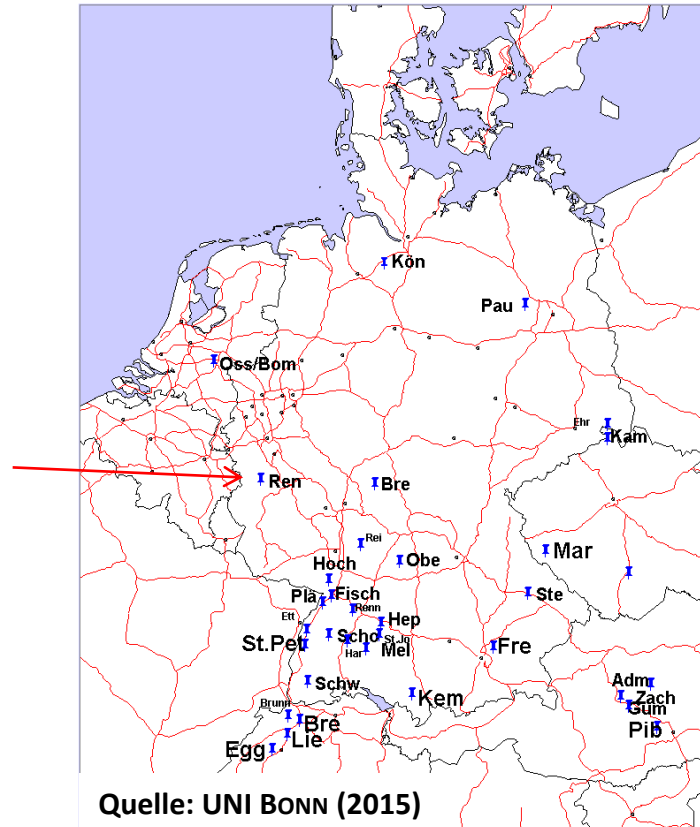 Kön
Pau
Oss/Bom
Ehr
Kam
Ren
Bre
Rei
Mar
Obe
Hoch
Fisch
Plä
Ste
Renn
Ett
Hep
Scho
St.Jo
St.Pet
Har
Mel
Fre
Schw
Kem
Adm
Zach
Gum
Brunn
Bre
Pib
Lie
Egg
Quelle: UNI BONN (2015)